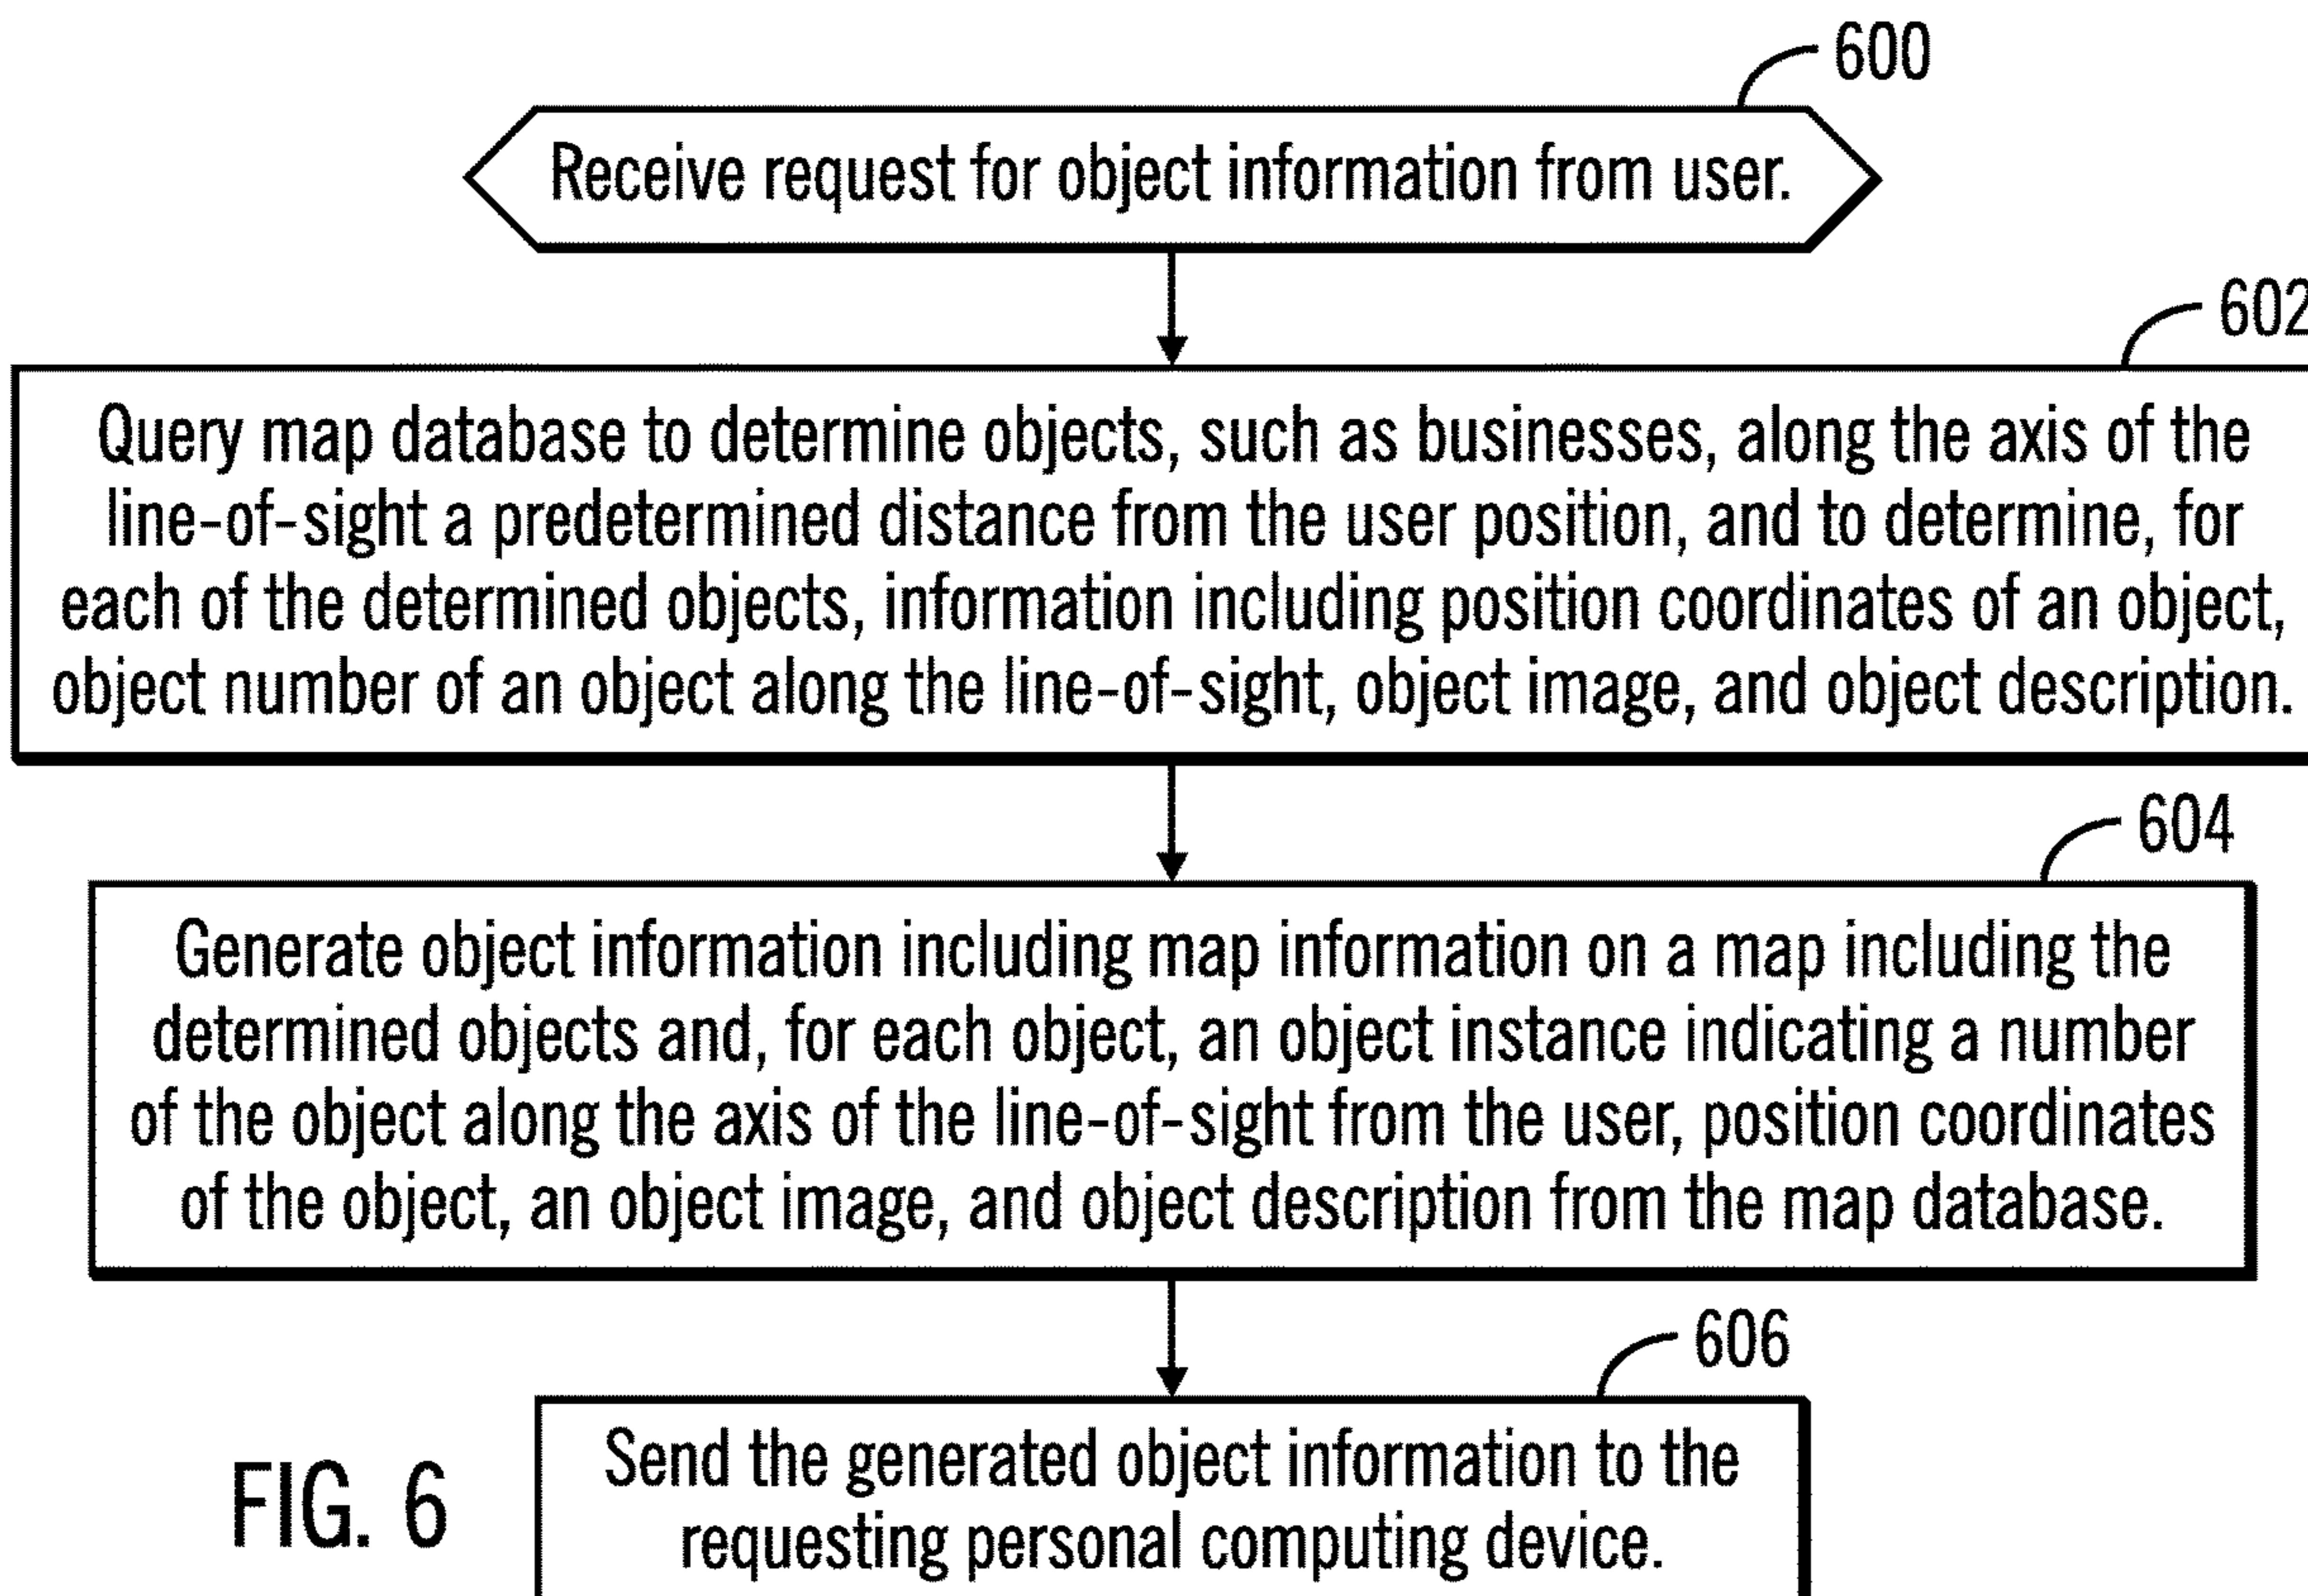 600
Receive request for object information from user.
602
Query map database to determine objects, such as businesses, along the axis of the
line-of-sight a predetermined distance from the user position, and to determine, for
each of the determined objects, information including position coordinates of an object,
object number of an object along the line-of-sight, object image, and object description.
604
Generate object information including map information on a map including the
determined objects and, for each object, an object instance indicating a number
of the object along the axis of the line-of-sight from the user, position coordinates
of the object, an object image, and object description from the map database.
606
Send the generated object information to the
requesting personal computing device.
FIG. 6